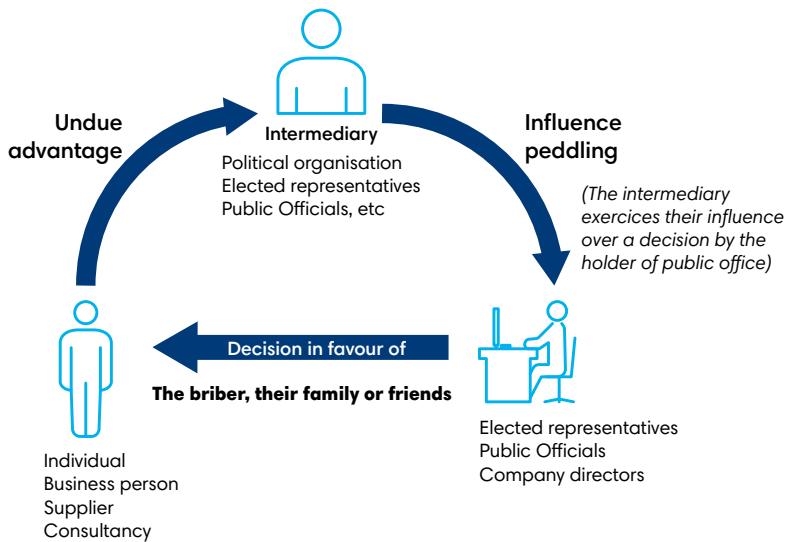 Undue
advantage
Intermediary
Political organisation
Elected representatives
Public Officials, etc
Influence
peddling
(The intermediary
exercices their influence
over a decision by the
holder of public office)
Decision in favour of
The briber, their family or friends
Individual
Business person
Supplier
Consultancy
Elected representatives
Public Officials
Company directors